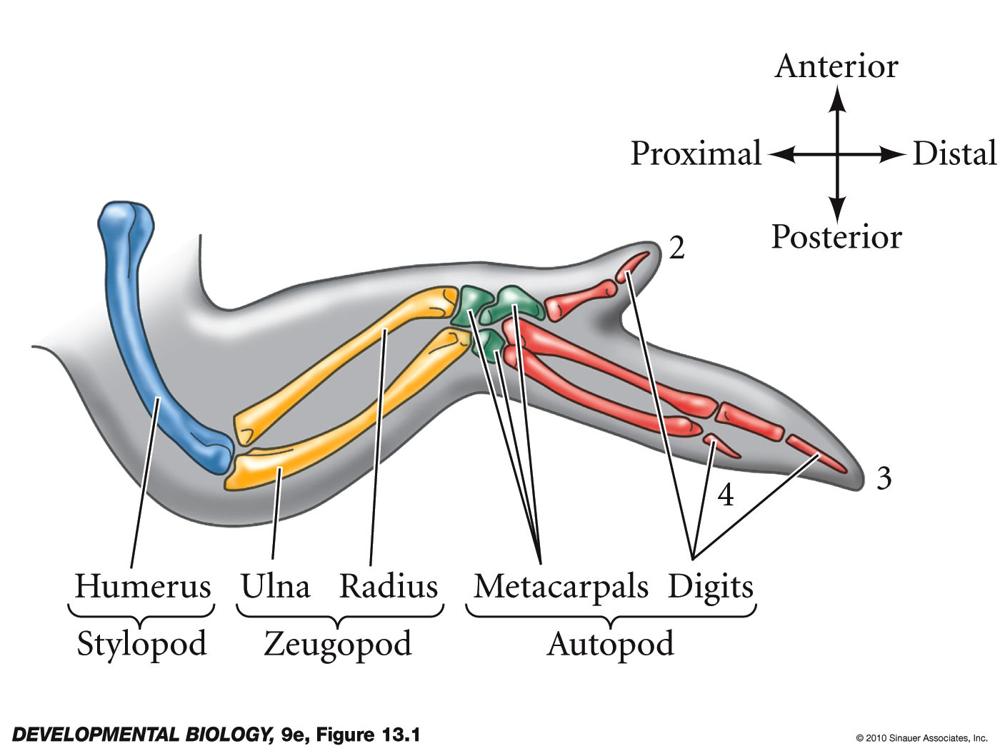 Anterior
Proximal Distal
Posterior
2
3
4
Humerus Ulna Radius Metacarpals Digits
Stylopod Zeugopod Autopod
DEVELOPMENTAL BIOLOGY, 9e, Figure 13.1
© 2010 Sinauer Associates, Inc.